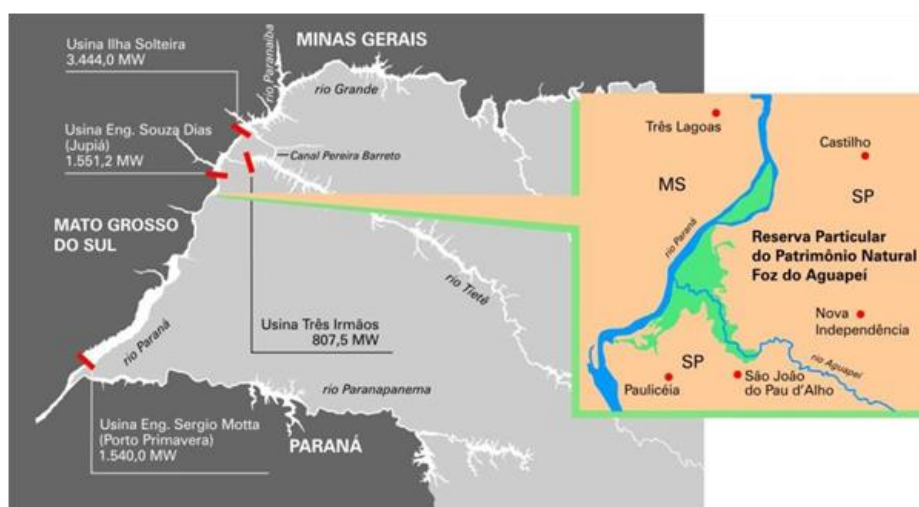 Usina Ilha Solteira
3.444,0 MW
MINAS GERAIS
rio Paranaíba
rio Grande
Usina Eng. Souza Dias
(Jupiá)
1.551,2 MW
Canal Pereira Barreto
MATO GROSSO
DO SUL
rio Tietê
Usina Três Irmãos
807,5 MW
rio Paraná
rio Paranapanema
Usina Eng. Sergio Motta
(Porto Primavera)
1.540,0 MW
PARANÁ
Três Lagoas
Castilho
MS
SP
rio Paraná
Reserva Particular
do Patrimônio Natural
Foz do Aguapeí
Nova
Independência
rio Aguapeí
SP
Paulicéia
São João
do Pau d'Alho